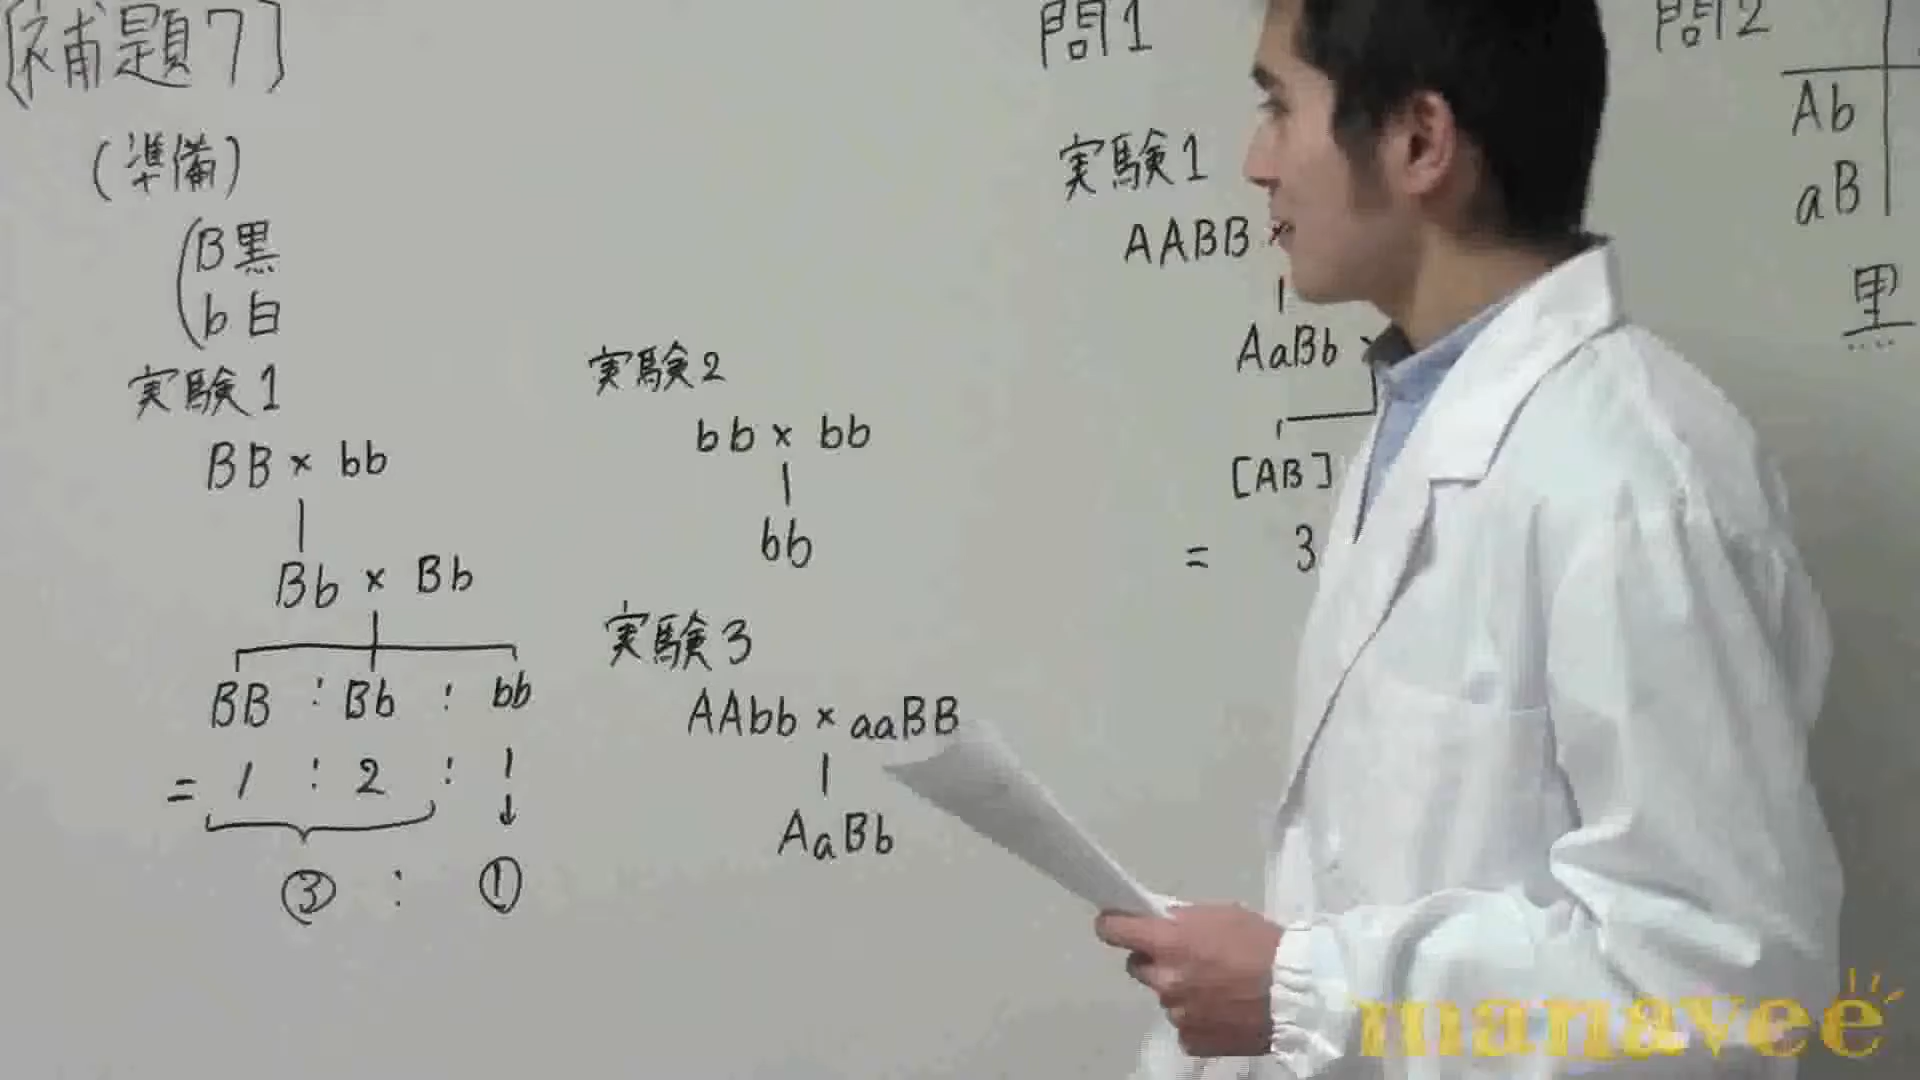 [補題7]
(準備)
B黒
b白
実験1
BB × bb
Bb × Bb
BB : Bb : bb
= 1 : 2 : 1
③ : ①
実験2
bb × bb
bb
実験3
AAbb × aaBB
AaBb
問1
実験1
AABB ×
AaBb ×
[AB]
= 3
問2
Ab
aB
黒
manavee